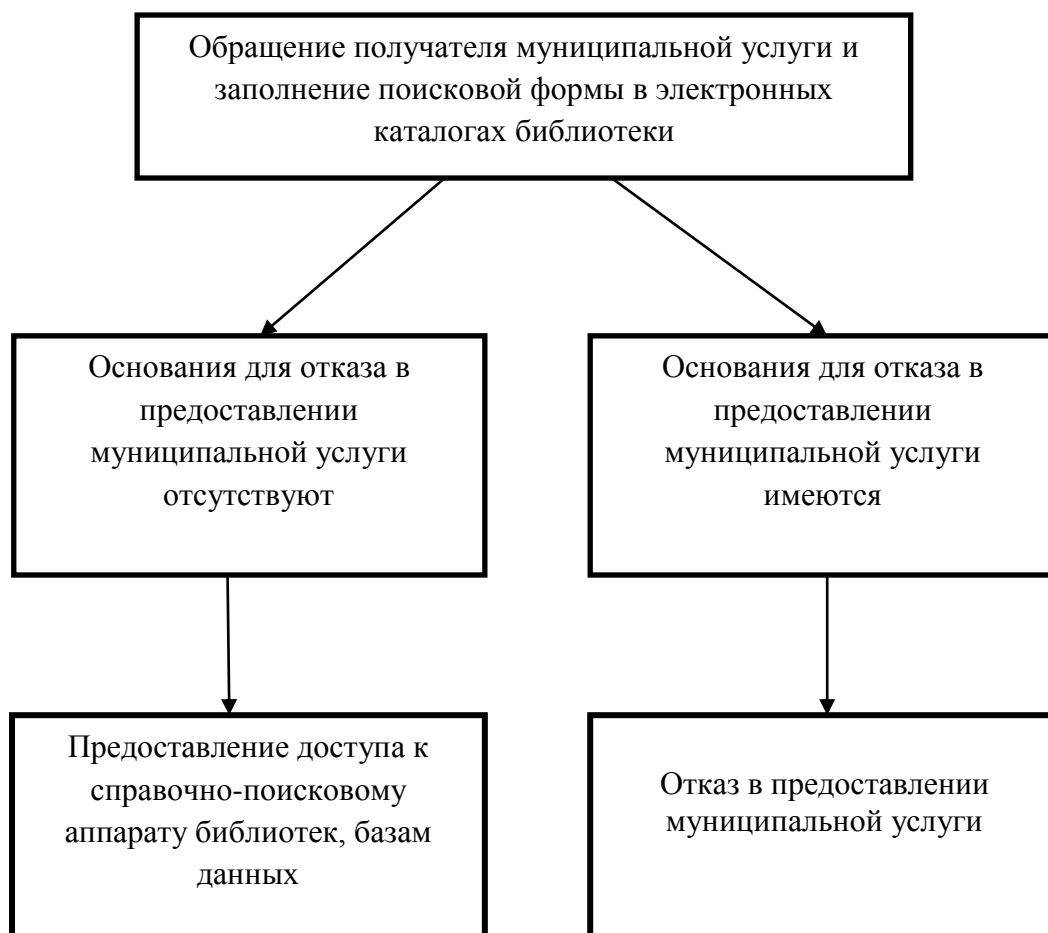 Обращение получателя муниципальной услуги и
заполнение поисковой формы в электронных
каталогах библиотеки
Основания для отказа в
предоставлении
муниципальной услуги
отсутствуют
Основания для отказа в
предоставлении
муниципальной услуги
имеются
Предоставление доступа к
справочно-поисковому
аппарату библиотек, базам
данных
Отказ в предоставлении
муниципальной услуги